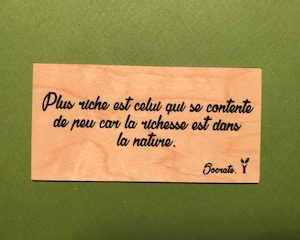 Plus riche est celui qui se contente
de peu car la richesse est dans
la nature.
Socrate.